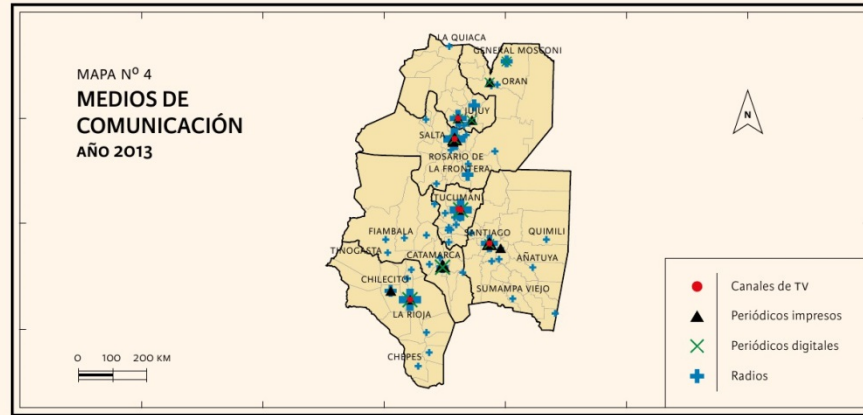 MAPA Nº 4
MEDIOS DE
COMUNICACIÓN
AÑO 2013
LA QUIACA
GENERAL MOSCONI
ORAN
JUJUY
SALTA
ROSARIO DE
LA FRONTERA
TUCUMAN
FIAMBALA
SANTIAGO
QUIMILI
TINOGASTA
CATAMARCA
AÑATUYA
CHILECITO
SUMAMPA VIEJO
LA RIOJA
CHEPES
N
Canales de TV
Periódicos impresos
Periódicos digitales
Radios
0 100 200 KM